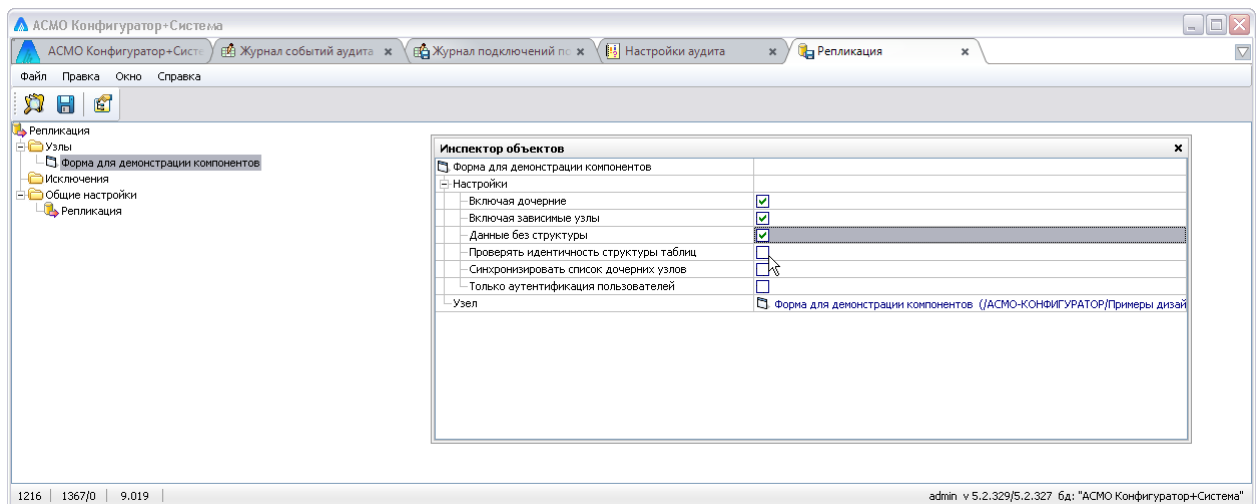 АСМО Конфигуратор+Система
АСМО Конфигуратор+Систе
Журнал событий аудита
Журнал подключений по
Настройки аудита
Репликация
Файл Правка Окно Справка
Репликация
Узлы
Форма для демонстрации компонентов
Исключения
Общие настройки
Репликация
Инспектор объектов
Форма для демонстрации компонентов
Настройки
Включая дочерние
Включая зависимые узлы
Данные без структуры
Проверять идентичность структуры таблиц
Синхронизировать список дочерних узлов
Только аутентификация пользователей
Узел Форма для демонстрации компонентов (/АСМО-КОНФИГУРАТОР/Примеры дизай
1216 1367/0 9.019 admin v 5.2.329/5.2.327 бд: "АСМО Конфигуратор+Система"